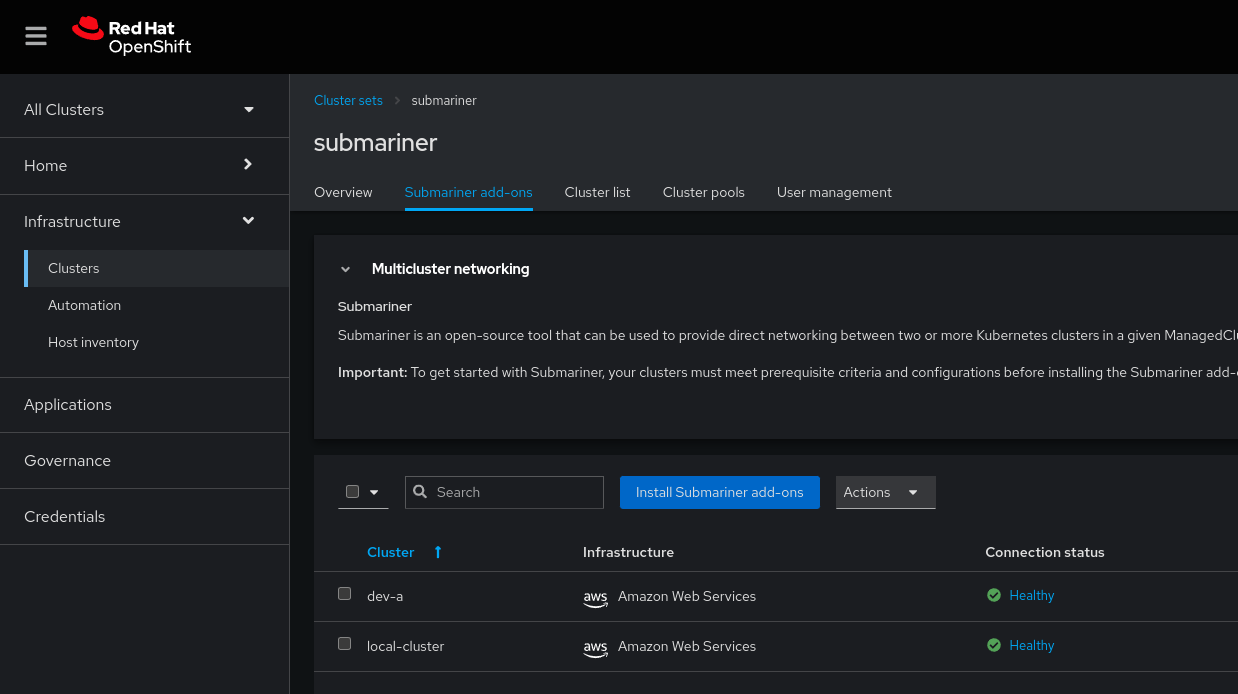 Red Hat
OpenShift
All Clusters
Home
Infrastructure
Clusters
Automation
Host inventory
Applications
Governance
Credentials
Cluster sets submariner
submariner
Overview Submariner add-ons Cluster list Cluster pools User management
Multicluster networking
Submariner
Submariner is an open-source tool that can be used to provide direct networking between two or more Kubernetes clusters in a given ManagedClu
Important: To get started with Submariner, your clusters must meet prerequisite criteria and configurations before installing the Submariner add-
Search Install Submariner add-ons Actions
Cluster Infrastructure Connection status
dev-a aws Amazon Web Services Healthy
local-cluster aws Amazon Web Services Healthy